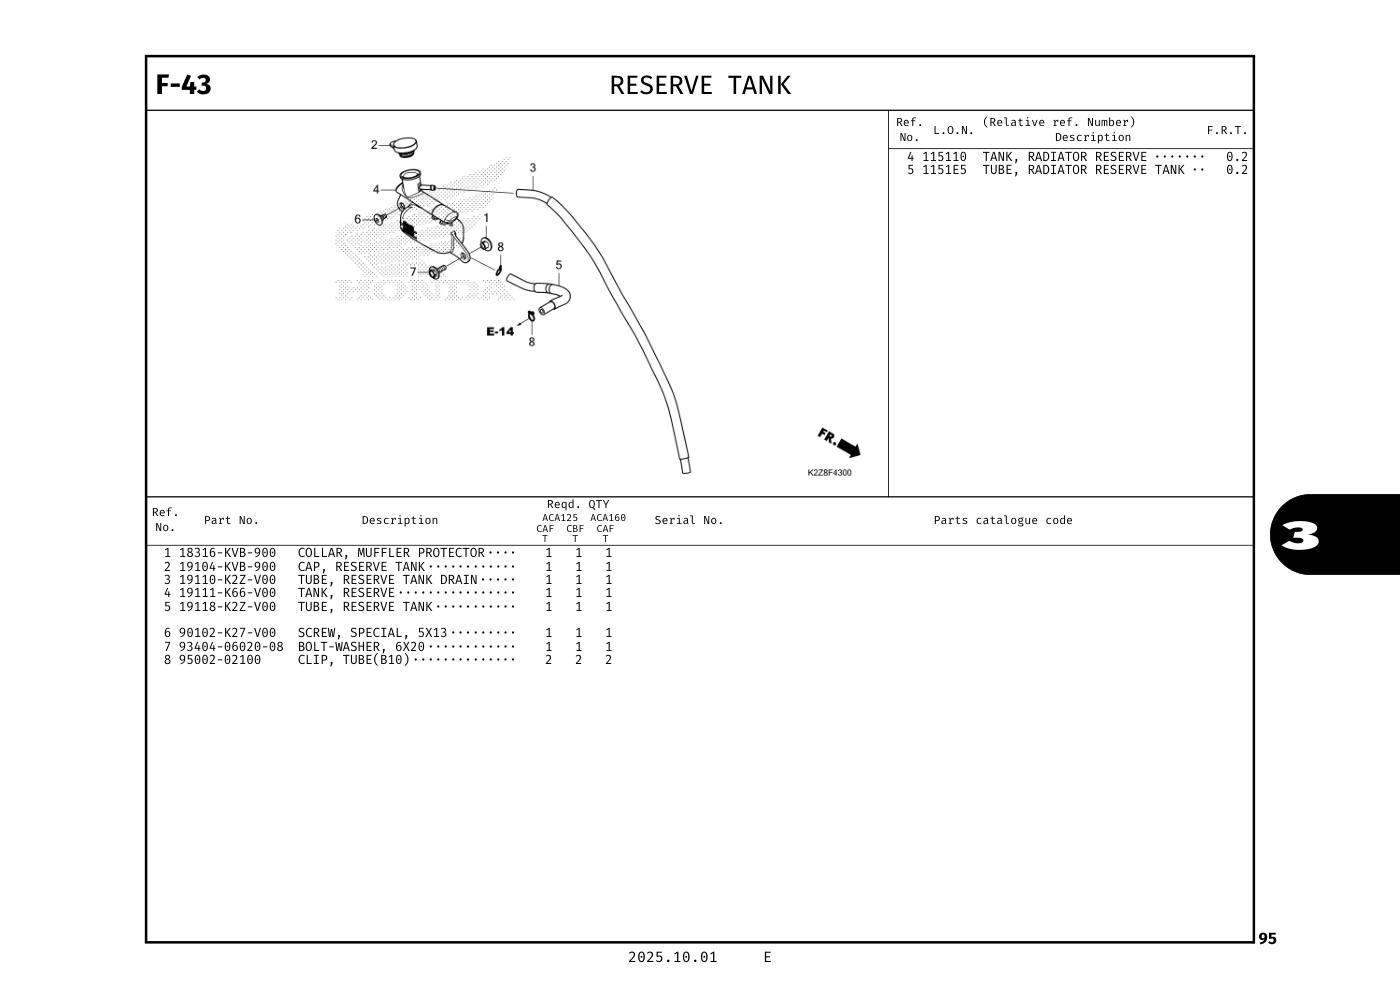 F-43
RESERVE TANK
2
3
4
6
1
8
7
5
HONDA
E-14
8
FR.
K2Z8F4300
Ref. No. L.O.N. (Relative ref. Number) Description F.R.T.
4 115110 TANK, RADIATOR RESERVE ······· 0.2
5 1151E5 TUBE, RADIATOR RESERVE TANK ·· 0.2
Ref. No. Part No. Description Reqd. QTY Serial No. Parts catalogue code
ACA125 ACA160
CAF CBF CAF
T T T
1 18316-KVB-900 COLLAR, MUFFLER PROTECTOR···· 1 1 1
2 19104-KVB-900 CAP, RESERVE TANK············ 1 1 1
3 19110-K2Z-V00 TUBE, RESERVE TANK DRAIN····· 1 1 1
4 19111-K66-V00 TANK, RESERVE················ 1 1 1
5 19118-K2Z-V00 TUBE, RESERVE TANK··········· 1 1 1
6 90102-K27-V00 SCREW, SPECIAL, 5X13········· 1 1 1
7 93404-06020-08 BOLT-WASHER, 6X20············ 1 1 1
8 95002-02100 CLIP, TUBE(B10)·············· 2 2 2
3
95
2025.10.01 E